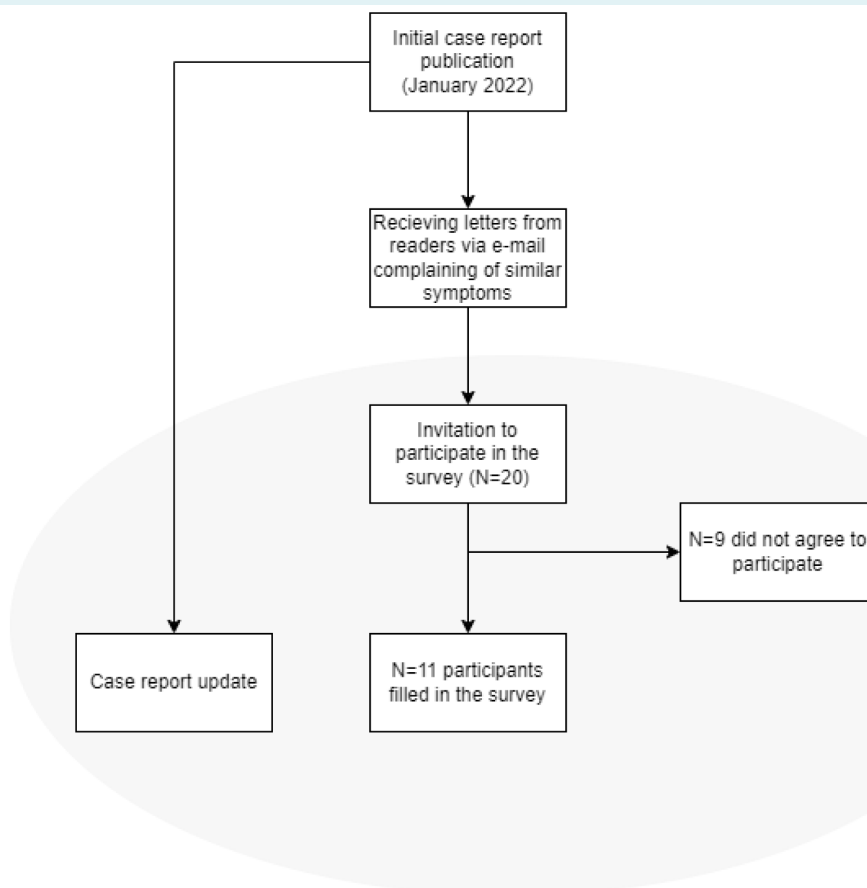 Initial case report
publication
(January 2022)
Recieving letters from
readers via e-mail
complaining of similar
symptoms
Invitation to
participate in the
survey (N=20)
N=9 did not agree to
participate
Case report update
N=11 participants
filled in the survey